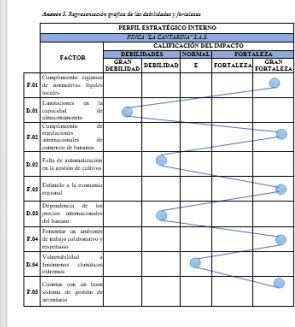 Annexo 5. Representación gráfica de las debilidades y fortalezas
PERFIL ESTRATÉGICO INTERNO
FINCA "LA CANTARINA" S.A.S.
CALIFICACIÓN DEL IMPACTO
FACTOR
DEBILIDADES
NORMAL
FORTALEZA
GRAN
DEBILIDAD
DEBILIDAD
E
FORTALEZA
GRAN
FORTALEZA
F.01
Cumplimiento riguroso
de normativas legales
locales
D.01
Limitaciones en la
capacidad de
almacenamiento
F.02
Cumplimiento de
regulaciones
internacionales de
comercio de bananos
D.02
Falta de automatización
en la gestión de cultivos
F.03
Estímulo a la economía
regional
D.03
Dependencia de los
precios internacionales
del banano
F.04
Fomentar un ambiente
de trabajo colaborativo y
respetuoso
D.04
Vulnerabilidad a
fenómenos climáticos
extremos
F.05
Cuentan con un buen
sistema de gestión de
inventario